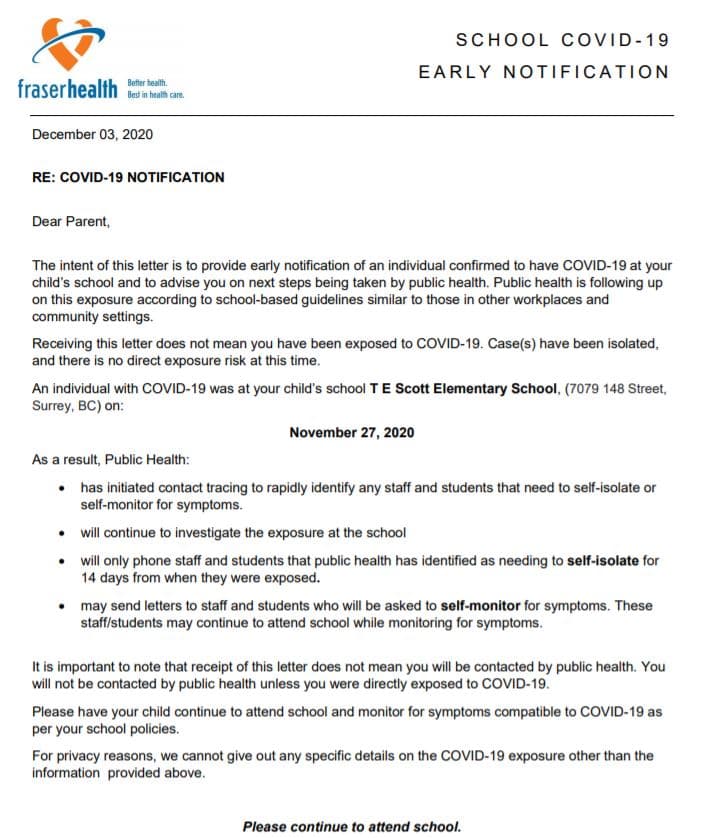 SCHOOL COVID-19
EARLY NOTIFICATION
fraserhealth
Better health.
Best in health care.
December 03, 2020
RE: COVID-19 NOTIFICATION
Dear Parent,
The intent of this letter is to provide early notification of an individual confirmed to have COVID-19 at your
child's school and to advise you on next steps being taken by public health. Public health is following up
on this exposure according to school-based guidelines similar to those in other workplaces and
community settings.
Receiving this letter does not mean you have been exposed to COVID-19. Case(s) have been isolated,
and there is no direct exposure risk at this time.
An individual with COVID-19 was at your child's school T E Scott Elementary School, (7079 148 Street,
Surrey, BC) on:
November 27, 2020
As a result, Public Health:
• has initiated contact tracing to rapidly identify any staff and students that need to self-isolate or
self-monitor for symptoms.
• will continue to investigate the exposure at the school
• will only phone staff and students that public health has identified as needing to self-isolate for
14 days from when they were exposed.
• may send letters to staff and students who will be asked to self-monitor for symptoms. These
staff/students may continue to attend school while monitoring for symptoms.
It is important to note that receipt of this letter does not mean you will be contacted by public health. You
will not be contacted by public health unless you were directly exposed to COVID-19.
Please have your child continue to attend school and monitor for symptoms compatible to COVID-19 as
per your school policies.
For privacy reasons, we cannot give out any specific details on the COVID-19 exposure other than the
information provided above.
Please continue to attend school.